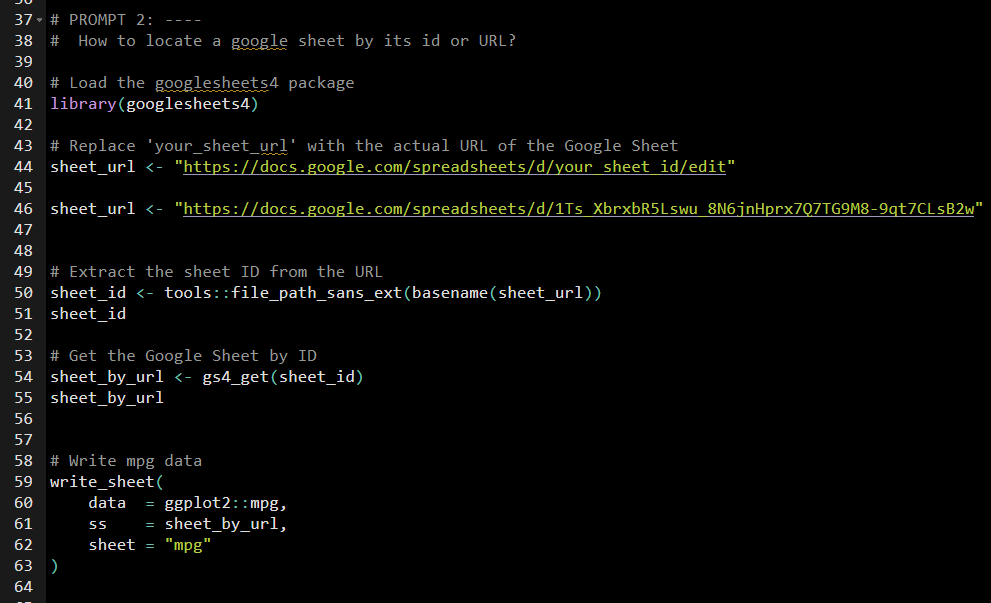 37 # PROMPT 2: ----
38 #  How to locate a google sheet by its id or URL?
39
40 # Load the googlesheets4 package
41 library(googlesheets4)
42
43 # Replace 'your_sheet_url' with the actual URL of the Google Sheet
44 sheet_url <- "https://docs.google.com/spreadsheets/d/your_sheet_id/edit"
45
46 sheet_url <- "https://docs.google.com/spreadsheets/d/1Ts_XbrxbR5Lswu_8N6jnHprx7Q7TG9M8-9qt7CLsB2w"
47
48
49 # Extract the sheet ID from the URL
50 sheet_id <- tools::file_path_sans_ext(basename(sheet_url))
51 sheet_id
52
53 # Get the Google Sheet by ID
54 sheet_by_url <- gs4_get(sheet_id)
55 sheet_by_url
56
57
58 # Write mpg data
59 write_sheet(
60     data  = ggplot2::mpg,
61     ss    = sheet_by_url,
62     sheet = "mpg"
63 )
64